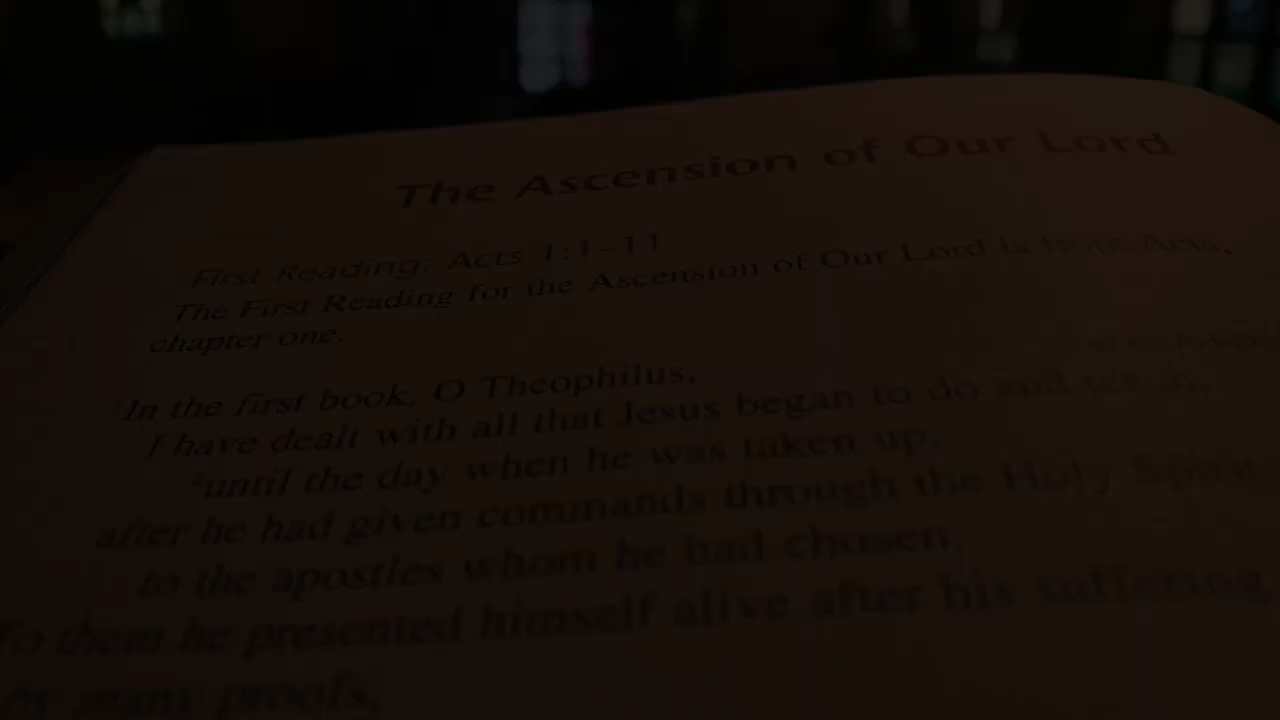 The Ascension of Our Lord
First Reading: Acts 1:1–11
The First Reading for the Ascension of Our Lord is from Acts,
chapter one.
In the first book, O Theophilus,
I have dealt with all that Jesus began to do and
²until the day when he was taken up,
after he had given commands through the Holy Spirit
to the apostles whom he had chosen.
To them he presented himself alive after his suffering
by many proofs,